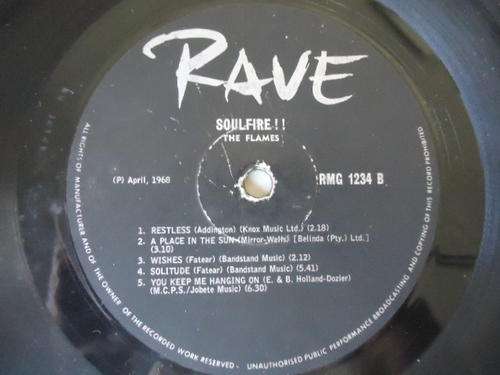 RAVE
SOULFIRE!!
THE FLAMES
(P) April, 1968
RMG 1234 B
1. RESTLESS (Addington) (Knox Music Ltd.) (2.18)
2. A PLACE IN THE SUN (Mirror-Wells) [Belinda (Pty.) Ltd.]
(3.10)
3. WISHES (Fatear) (Bandstand Music) (2.12)
4. SOLITUDE (Fatear) (Bandstand Music) (5.41)
5. YOU KEEP ME HANGING ON (E. & B. Holland-Dozier)
(M.C.P.S./Jobete Music) (6.30)
ALL RIGHTS OF MANUFACTURER AND OF THE OWNER OF THE RECORDED WORK RESERVED - UNAUTHORISED PUBLIC PERFORMANCE BROADCASTING AND COPYING OF THIS RECORD PROHIBITED